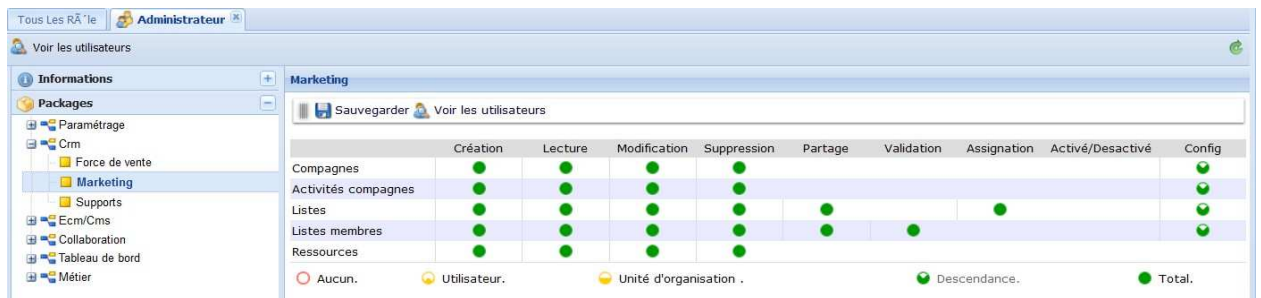 Tous Les RÃ´le Administrateur
Voir les utilisateurs
Informations
Packages
Paramétrage
Crm
Force de vente
Marketing
Supports
Ecm/Cms
Collaboration
Tableau de bord
Métier
Marketing
Sauvegarder Voir les utilisateurs
Création Lecture Modification Suppression Partage Validation Assignation Activé/Desactivé Config
Compagnes
Activités compagnes
Listes
Listes membres
Ressources
Aucun. Utilisateur. Unité d'organisation . Descendance. Total.